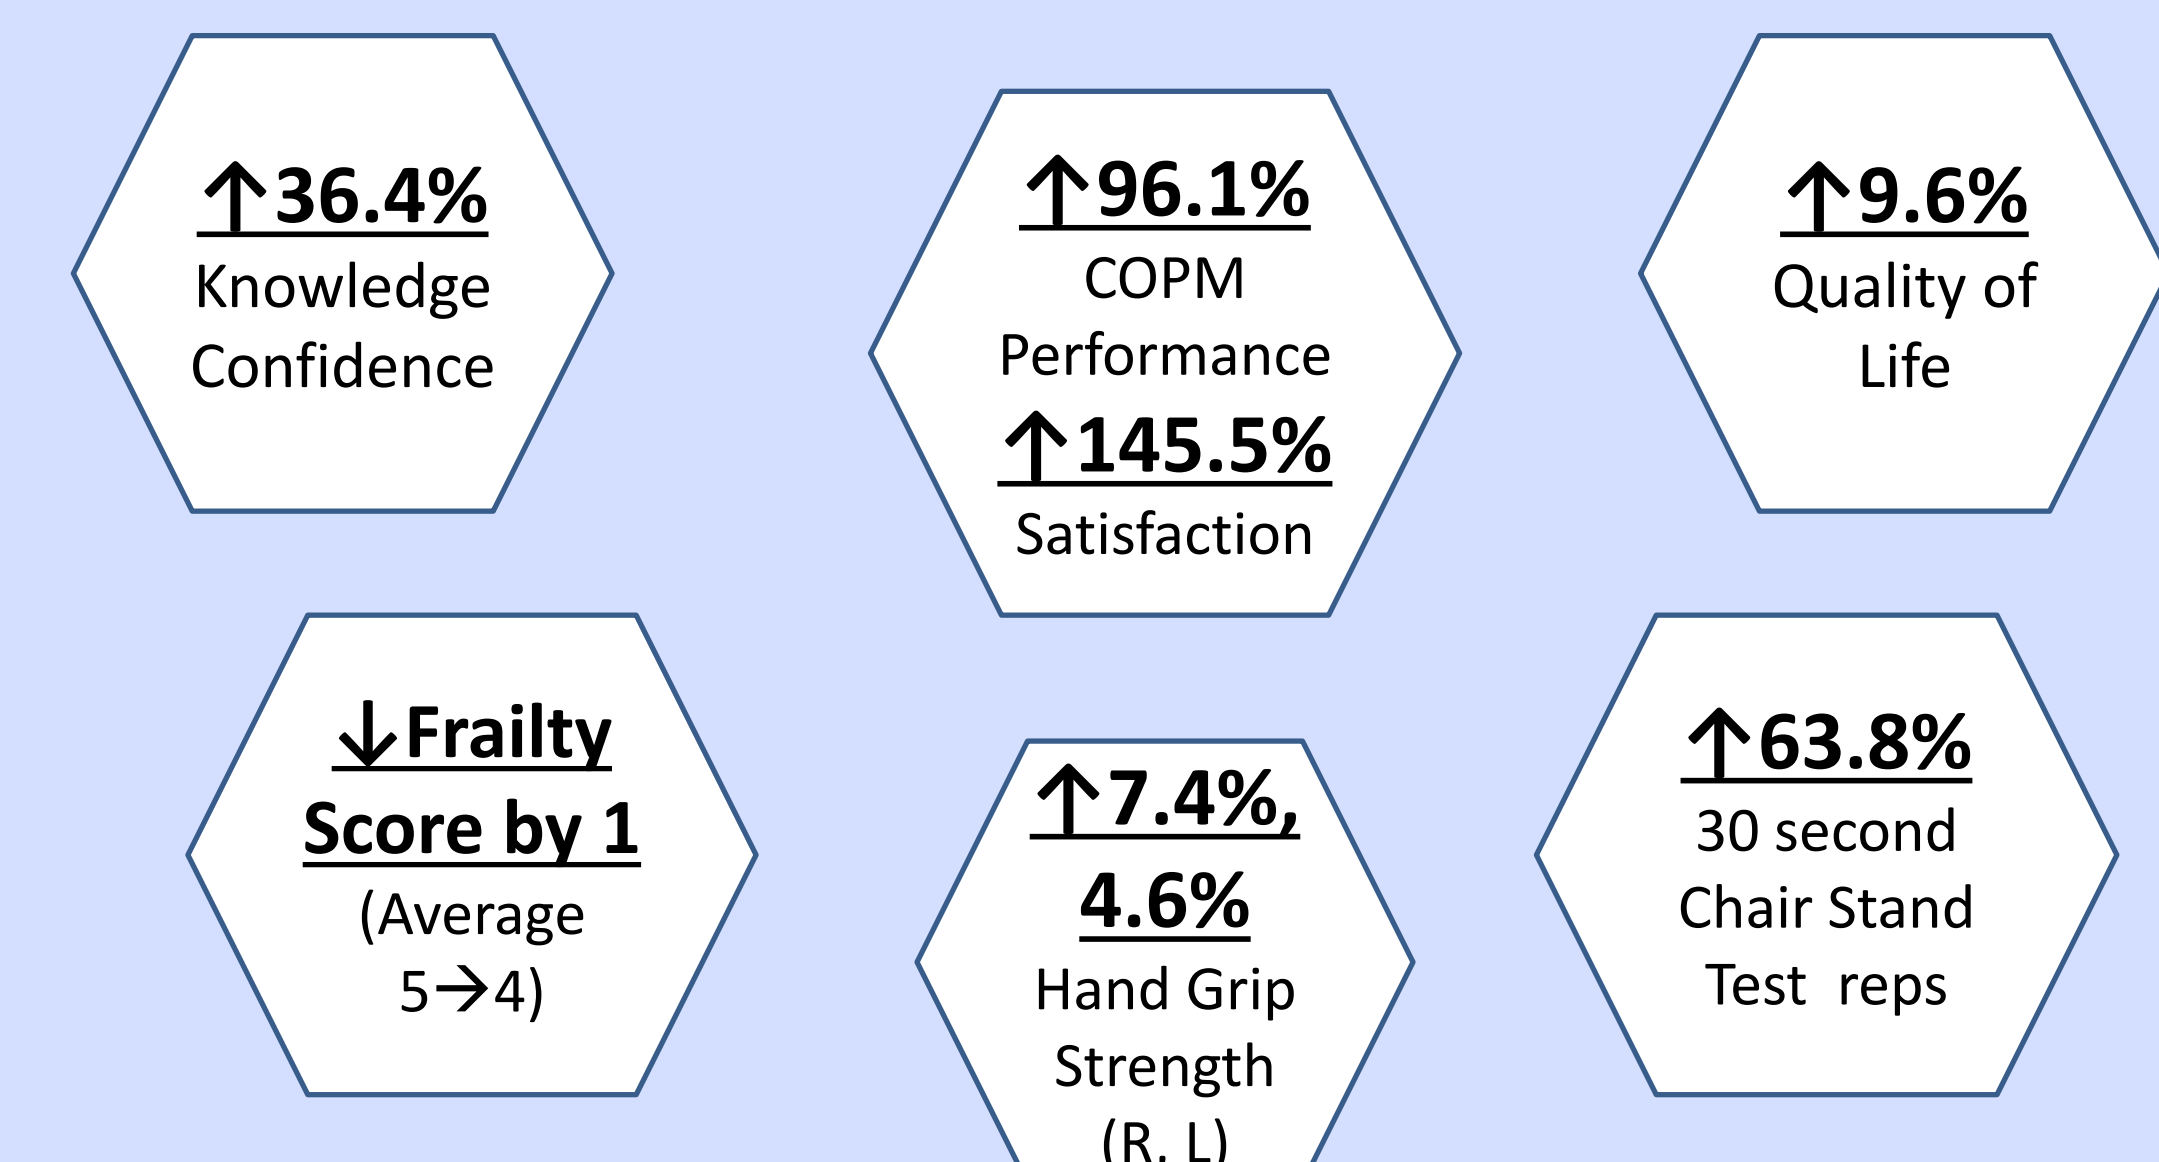 ↑36.4%
Knowledge
Confidence
↑96.1%
COPM
Performance
↑145.5%
Satisfaction
↑9.6%
Quality of
Life
↓Frailty
Score by 1
(Average
5→4)
↑7.4%,
4.6%
Hand Grip
Strength
(R, L)
↑63.8%
30 second
Chair Stand
Test  reps